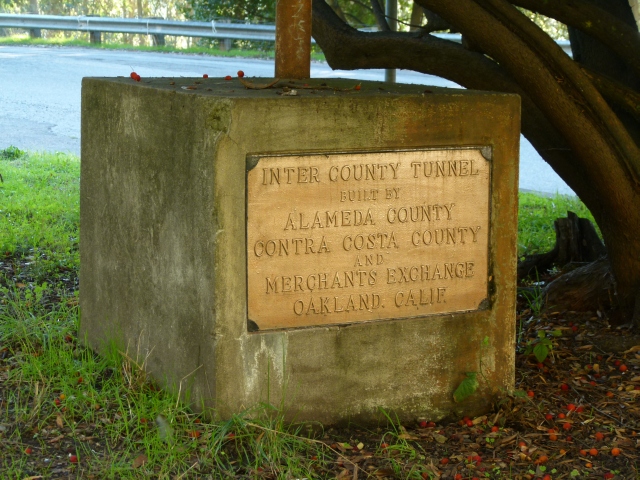 INTER COUNTY TUNNEL
BUILT BY
ALAMEDA COUNTY
CONTRA COSTA COUNTY
AND
MERCHANTS EXCHANGE
OAKLAND. CALIF.